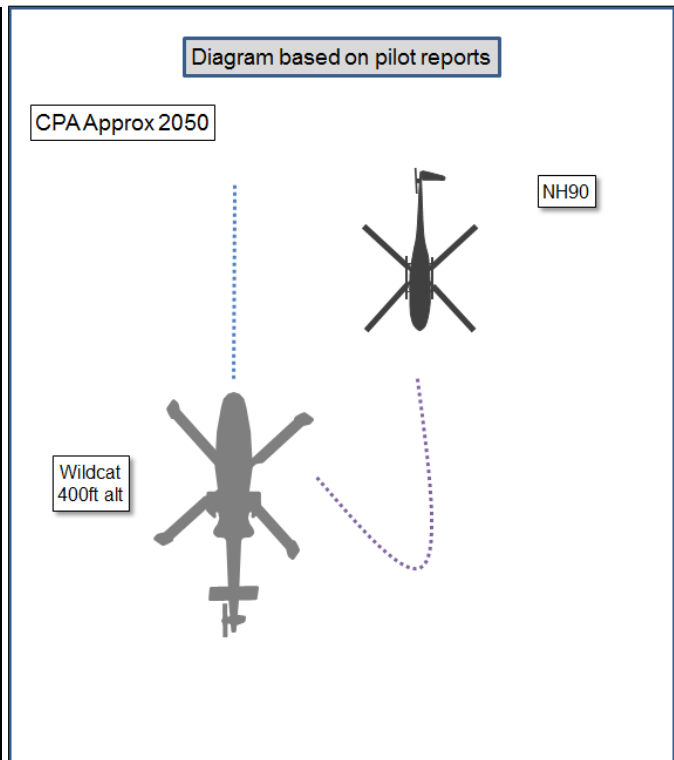 Diagram based on pilot reports
CPA Approx 2050
NH90
Wildcat
400ft alt